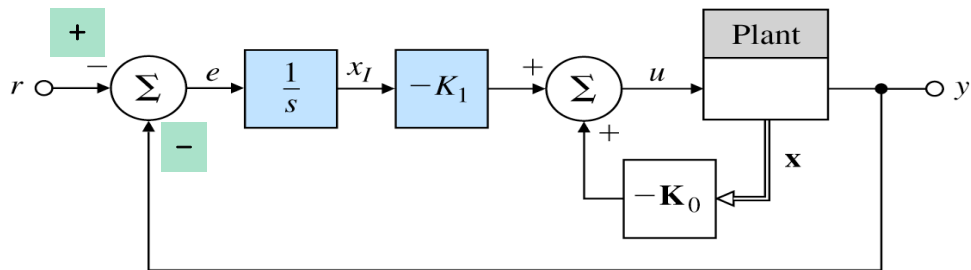 +
Plant
r
−
Σ
e
1
s
x_I
−K_1
+
Σ
u
y
−
+
x
−K_0